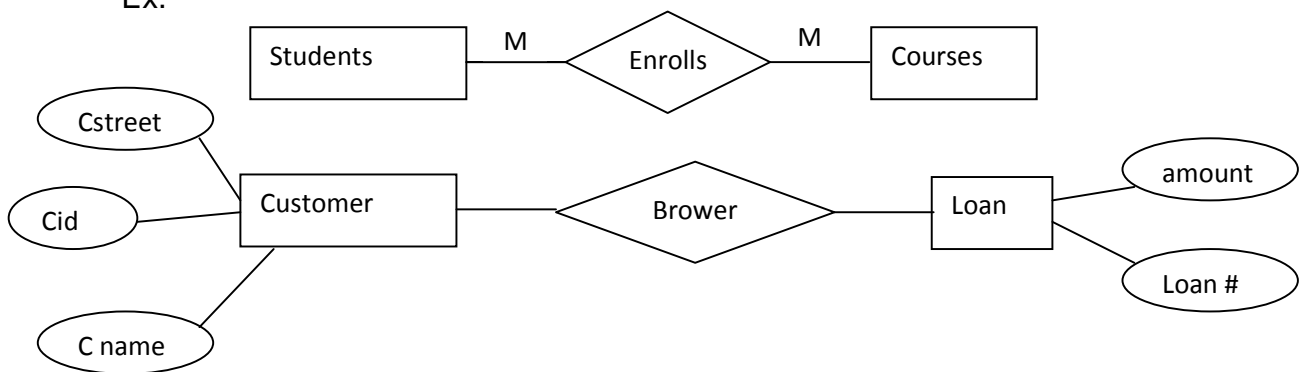 Ex:
Students M Enrolls M Courses
Cstreet
amount
Customer Brower Loan
Cid
Loan #
C name